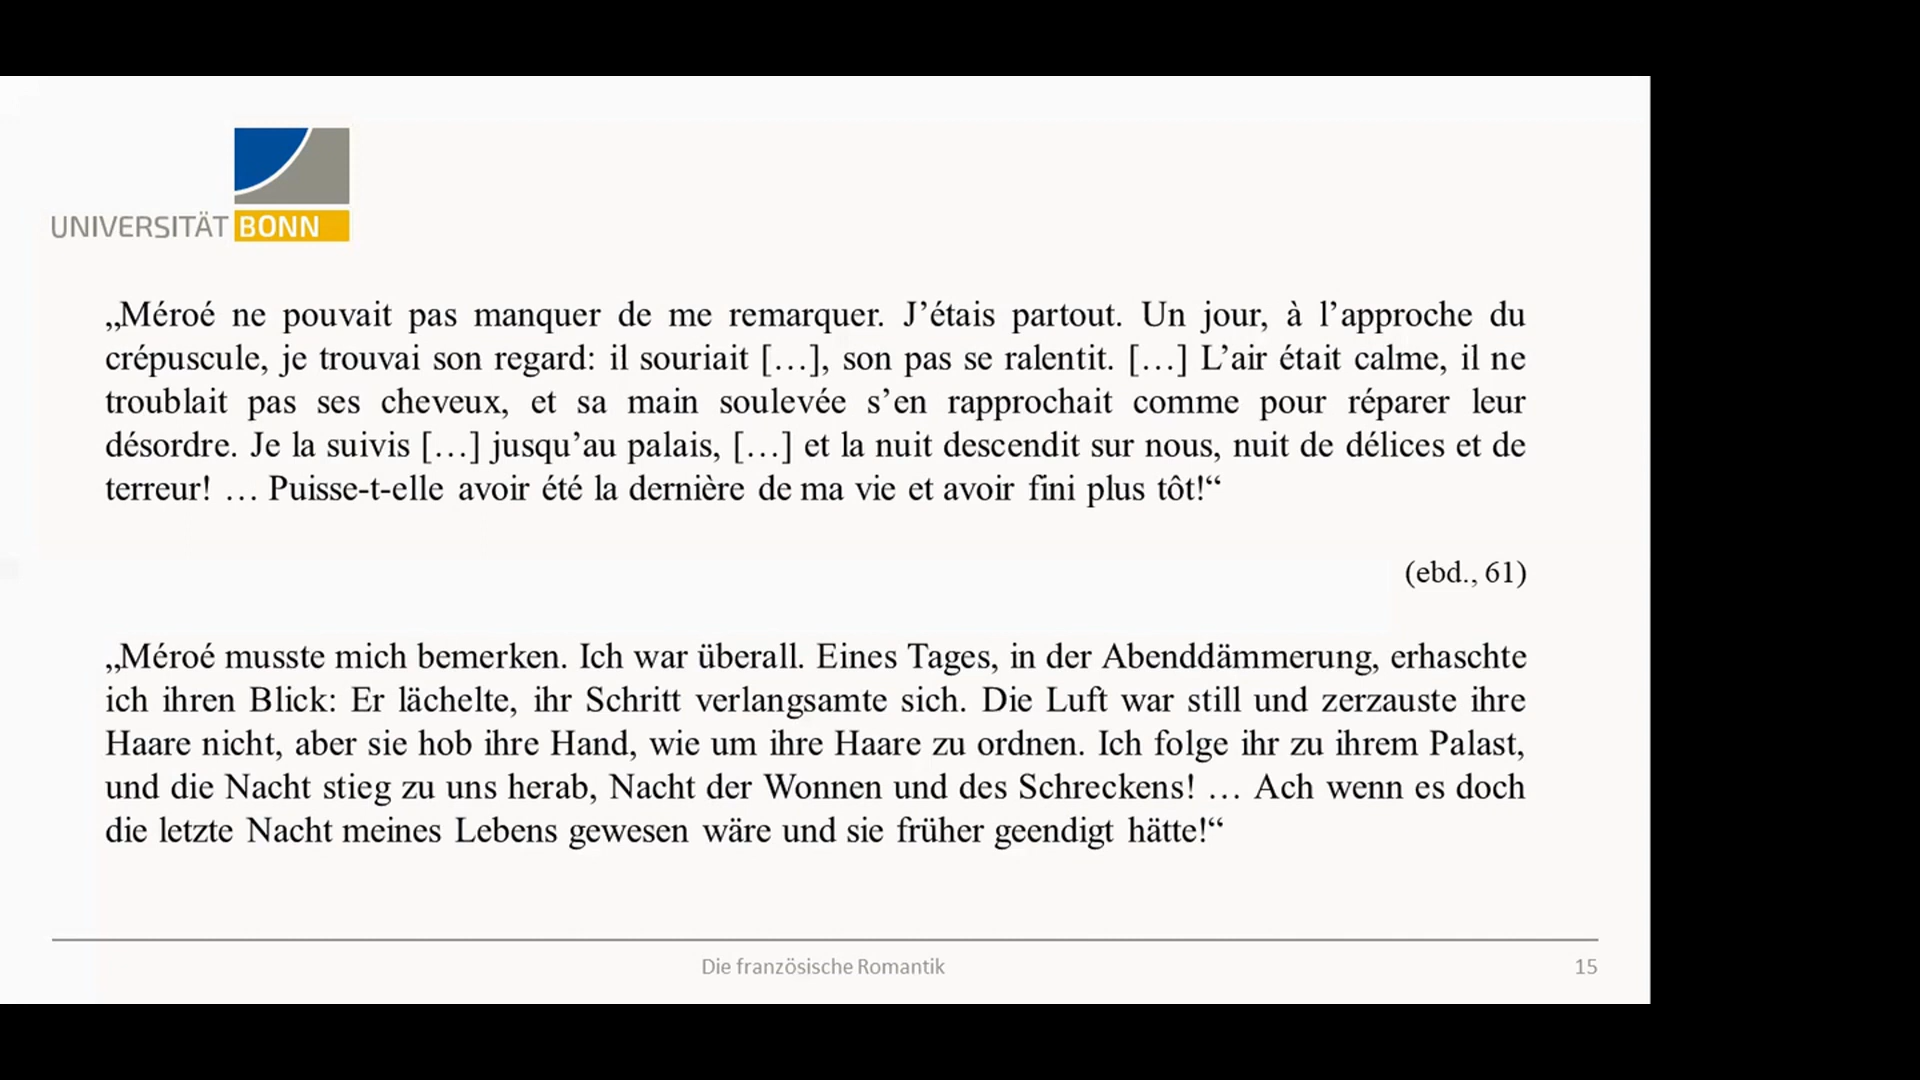 UNIVERSITÄT BONN
„Méroé ne pouvait pas manquer de me remarquer. J’étais partout. Un jour, à l’approche du
crépuscule, je trouvai son regard: il souriait […], son pas se ralentit. […] L’air était calme, il ne
troublait pas ses cheveux, et sa main soulevée s’en rapprochait comme pour réparer leur
désordre. Je la suivis […] jusqu’au palais, […] et la nuit descendit sur nous, nuit de délices et de
terreur! … Puisse-t-elle avoir été la dernière de ma vie et avoir fini plus tôt!“
(ebd., 61)
„Méroé musste mich bemerken. Ich war überall. Eines Tages, in der Abenddämmerung, erhaschte
ich ihren Blick: Er lächelte, ihr Schritt verlangsamte sich. Die Luft war still und zerzauste ihre
Haare nicht, aber sie hob ihre Hand, wie um ihre Haare zu ordnen. Ich folge ihr zu ihrem Palast,
und die Nacht stieg zu uns herab, Nacht der Wonnen und des Schreckens! … Ach wenn es doch
die letzte Nacht meines Lebens gewesen wäre und sie früher geendigt hätte!“
Die französische Romantik
15